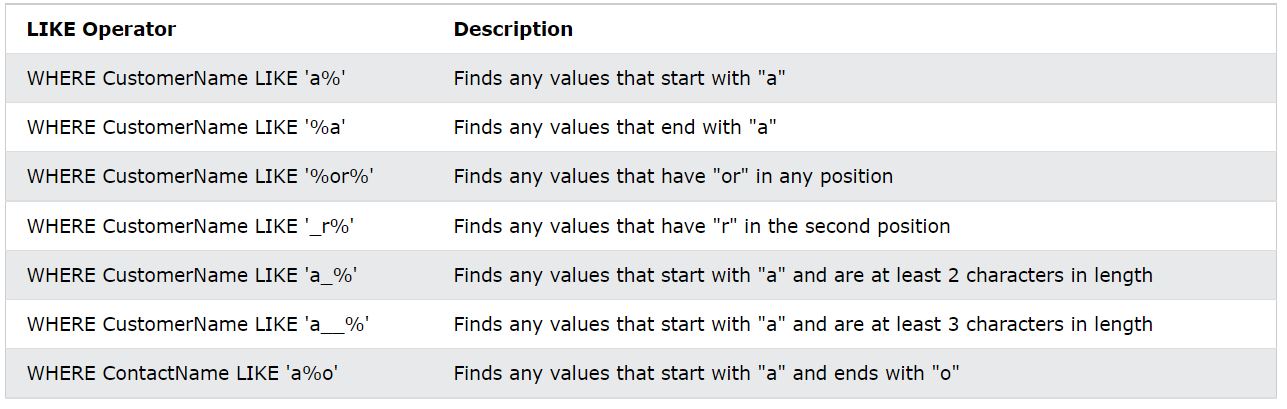 LIKE Operator Description
WHERE CustomerName LIKE 'a%' Finds any values that start with "a"
WHERE CustomerName LIKE '%a' Finds any values that end with "a"
WHERE CustomerName LIKE '%or%' Finds any values that have "or" in any position
WHERE CustomerName LIKE '_r%' Finds any values that have "r" in the second position
WHERE CustomerName LIKE 'a_%' Finds any values that start with "a" and are at least 2 characters in length
WHERE CustomerName LIKE 'a__%' Finds any values that start with "a" and are at least 3 characters in length
WHERE ContactName LIKE 'a%o' Finds any values that start with "a" and ends with "o"